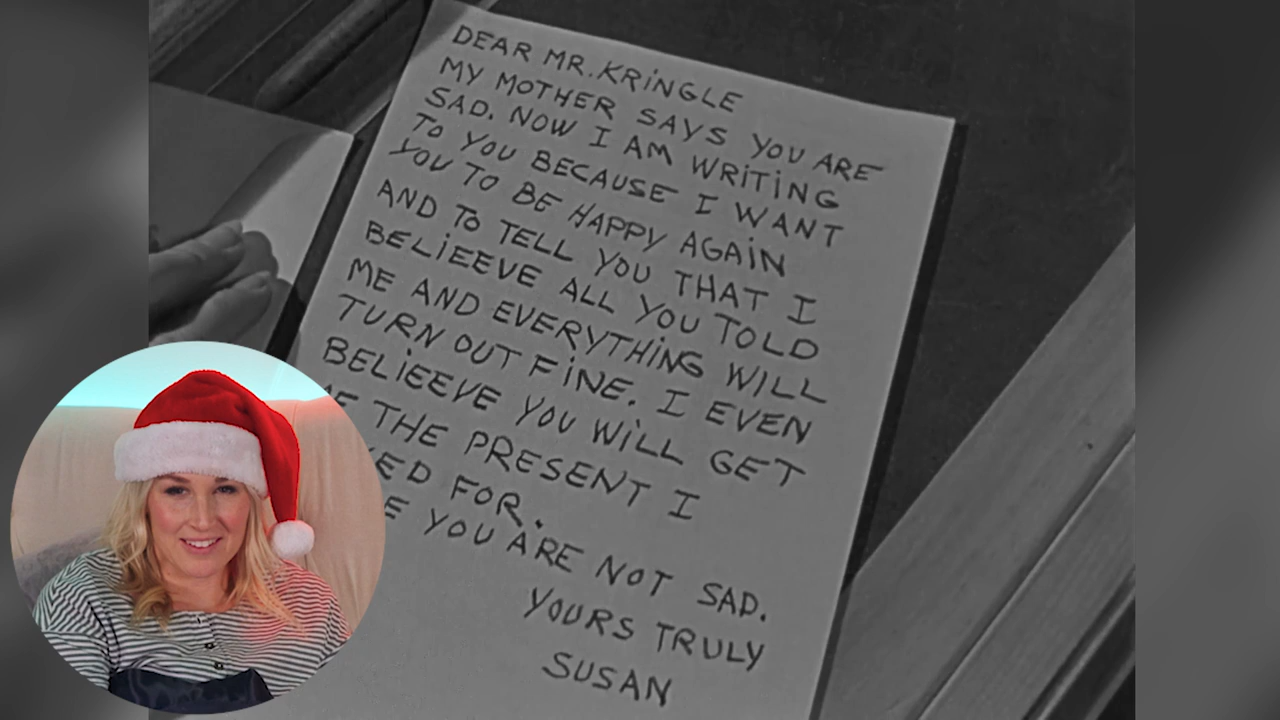 DEAR MR. KRINGLE
MY MOTHER SAYS YOU ARE
SAD. NOW I AM WRITING
TO YOU BECAUSE I WANT
YOU TO BE HAPPY AGAIN
AND TO TELL YOU THAT I
BELIEEVE ALL YOU TOLD
ME AND EVERYTHING WILL
TURN OUT FINE. I EVEN
BELIEEVE YOU WILL GET
THE PRESENT I
FOR.
YOU ARE NOT SAD.
YOURS TRULY
SUSAN